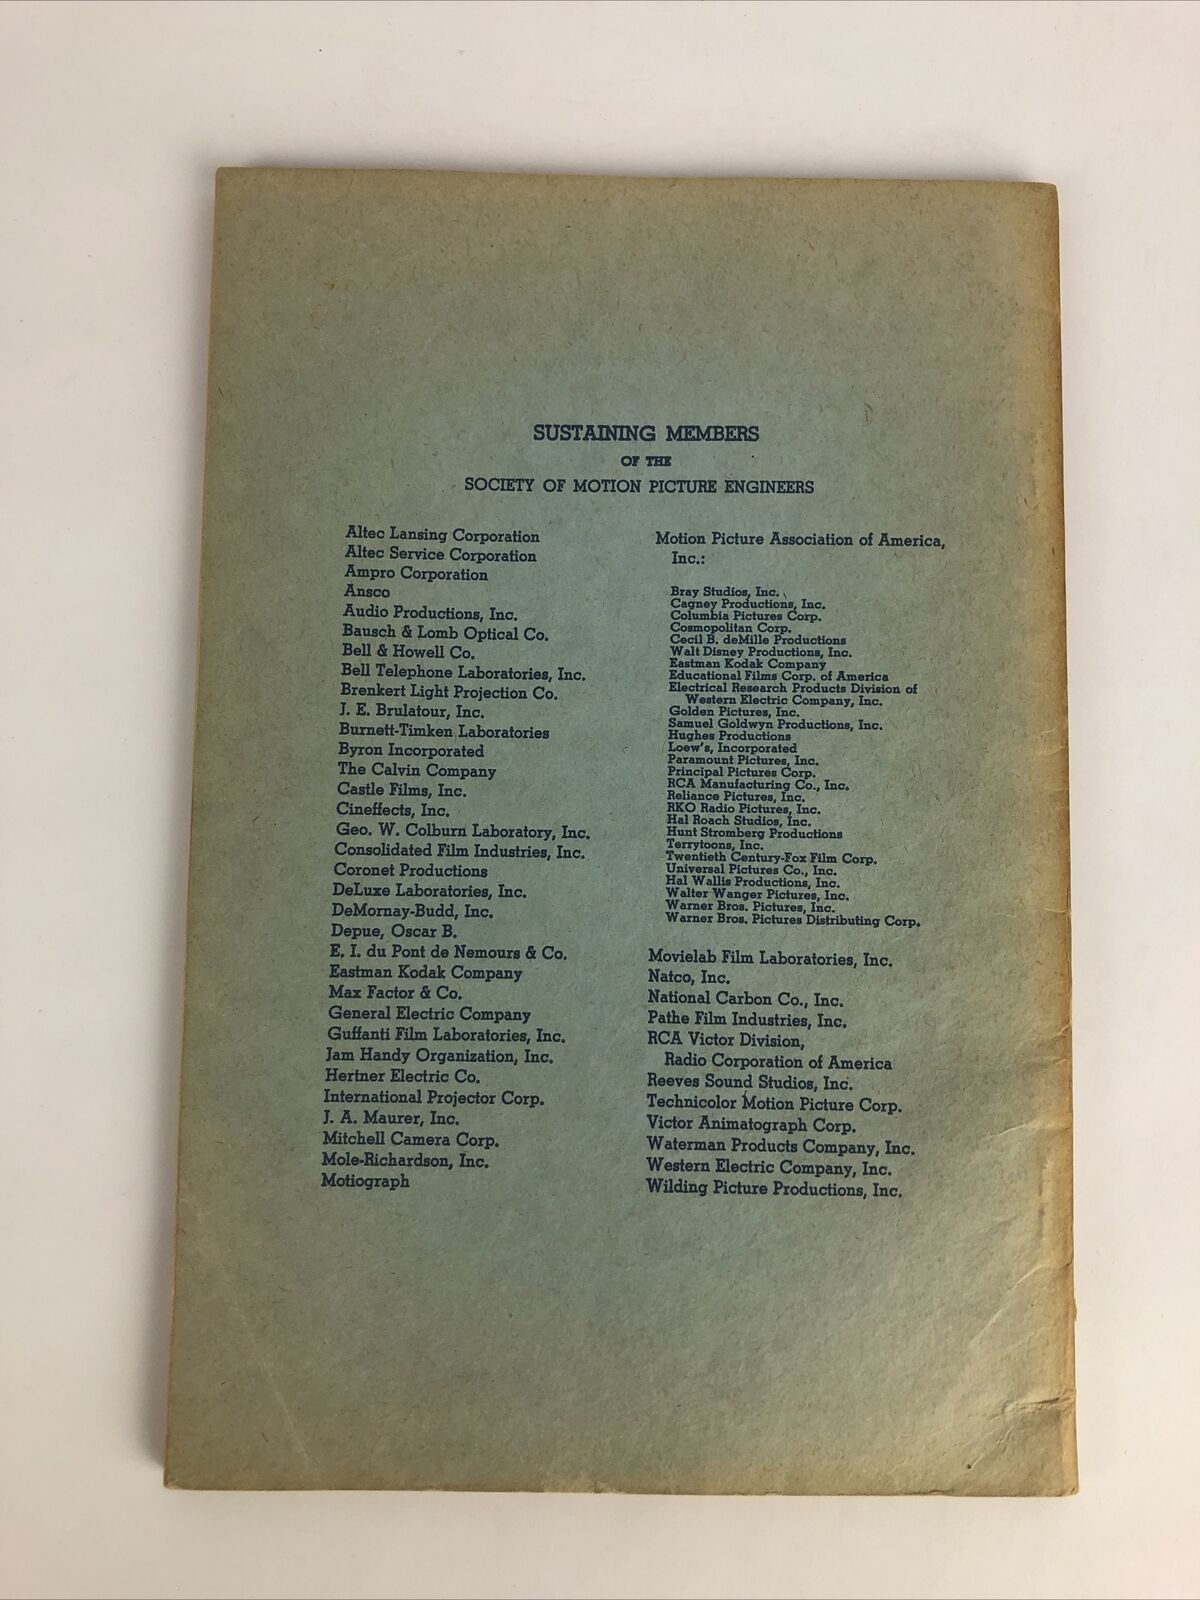 SUSTAINING MEMBERS
OF THE
SOCIETY OF MOTION PICTURE ENGINEERS
Altec Lansing Corporation
Altec Service Corporation
Ampro Corporation
Ansco
Audio Productions, Inc.
Bausch & Lomb Optical Co.
Bell & Howell Co.
Bell Telephone Laboratories, Inc.
Brenkert Light Projection Co.
J. E. Brulatour, Inc.
Burnett-Timken Laboratories
Byron Incorporated
The Calvin Company
Castle Films, Inc.
Cineffects, Inc.
Geo. W. Colburn Laboratory, Inc.
Consolidated Film Industries, Inc.
Coronet Productions
DeLuxe Laboratories, Inc.
DeMornay-Budd, Inc.
Depue, Oscar B.
E. I. du Pont de Nemours & Co.
Eastman Kodak Company
Max Factor & Co.
General Electric Company
Guffanti Film Laboratories, Inc.
Jam Handy Organization, Inc.
Hertner Electric Co.
International Projector Corp.
J. A. Maurer, Inc.
Mitchell Camera Corp.
Mole-Richardson, Inc.
Motiograph
Motion Picture Association of America,
Inc.:
Bray Studios, Inc.
Cagney Productions, Inc.
Columbia Pictures Corp.
Cosmopolitan Corp.
Cecil B. deMille Productions
Walt Disney Productions, Inc.
Eastman Kodak Company
Educational Films Corp. of America
Electrical Research Products Division of
Western Electric Company, Inc.
Golden Pictures, Inc.
Samuel Goldwyn Productions, Inc.
Hughes Productions
Loew's, Incorporated
Paramount Pictures, Inc.
Principal Pictures Corp.
RCA Manufacturing Co., Inc.
Reliance Pictures, Inc.
RKO Radio Pictures, Inc.
Hal Roach Studios, Inc.
Hunt Stromberg Productions
Terrytoons, Inc.
Twentieth Century-Fox Film Corp.
Universal Pictures Co., Inc.
Hal Wallis Productions, Inc.
Walter Wanger Pictures, Inc.
Warner Bros. Pictures, Inc.
Warner Bros. Pictures Distributing Corp.
Movielab Film Laboratories, Inc.
Natco, Inc.
National Carbon Co., Inc.
Pathe Film Industries, Inc.
RCA Victor Division,
Radio Corporation of America
Reeves Sound Studios, Inc.
Technicolor Motion Picture Corp.
Victor Animatograph Corp.
Waterman Products Company, Inc.
Western Electric Company, Inc.
Wilding Picture Productions, Inc.